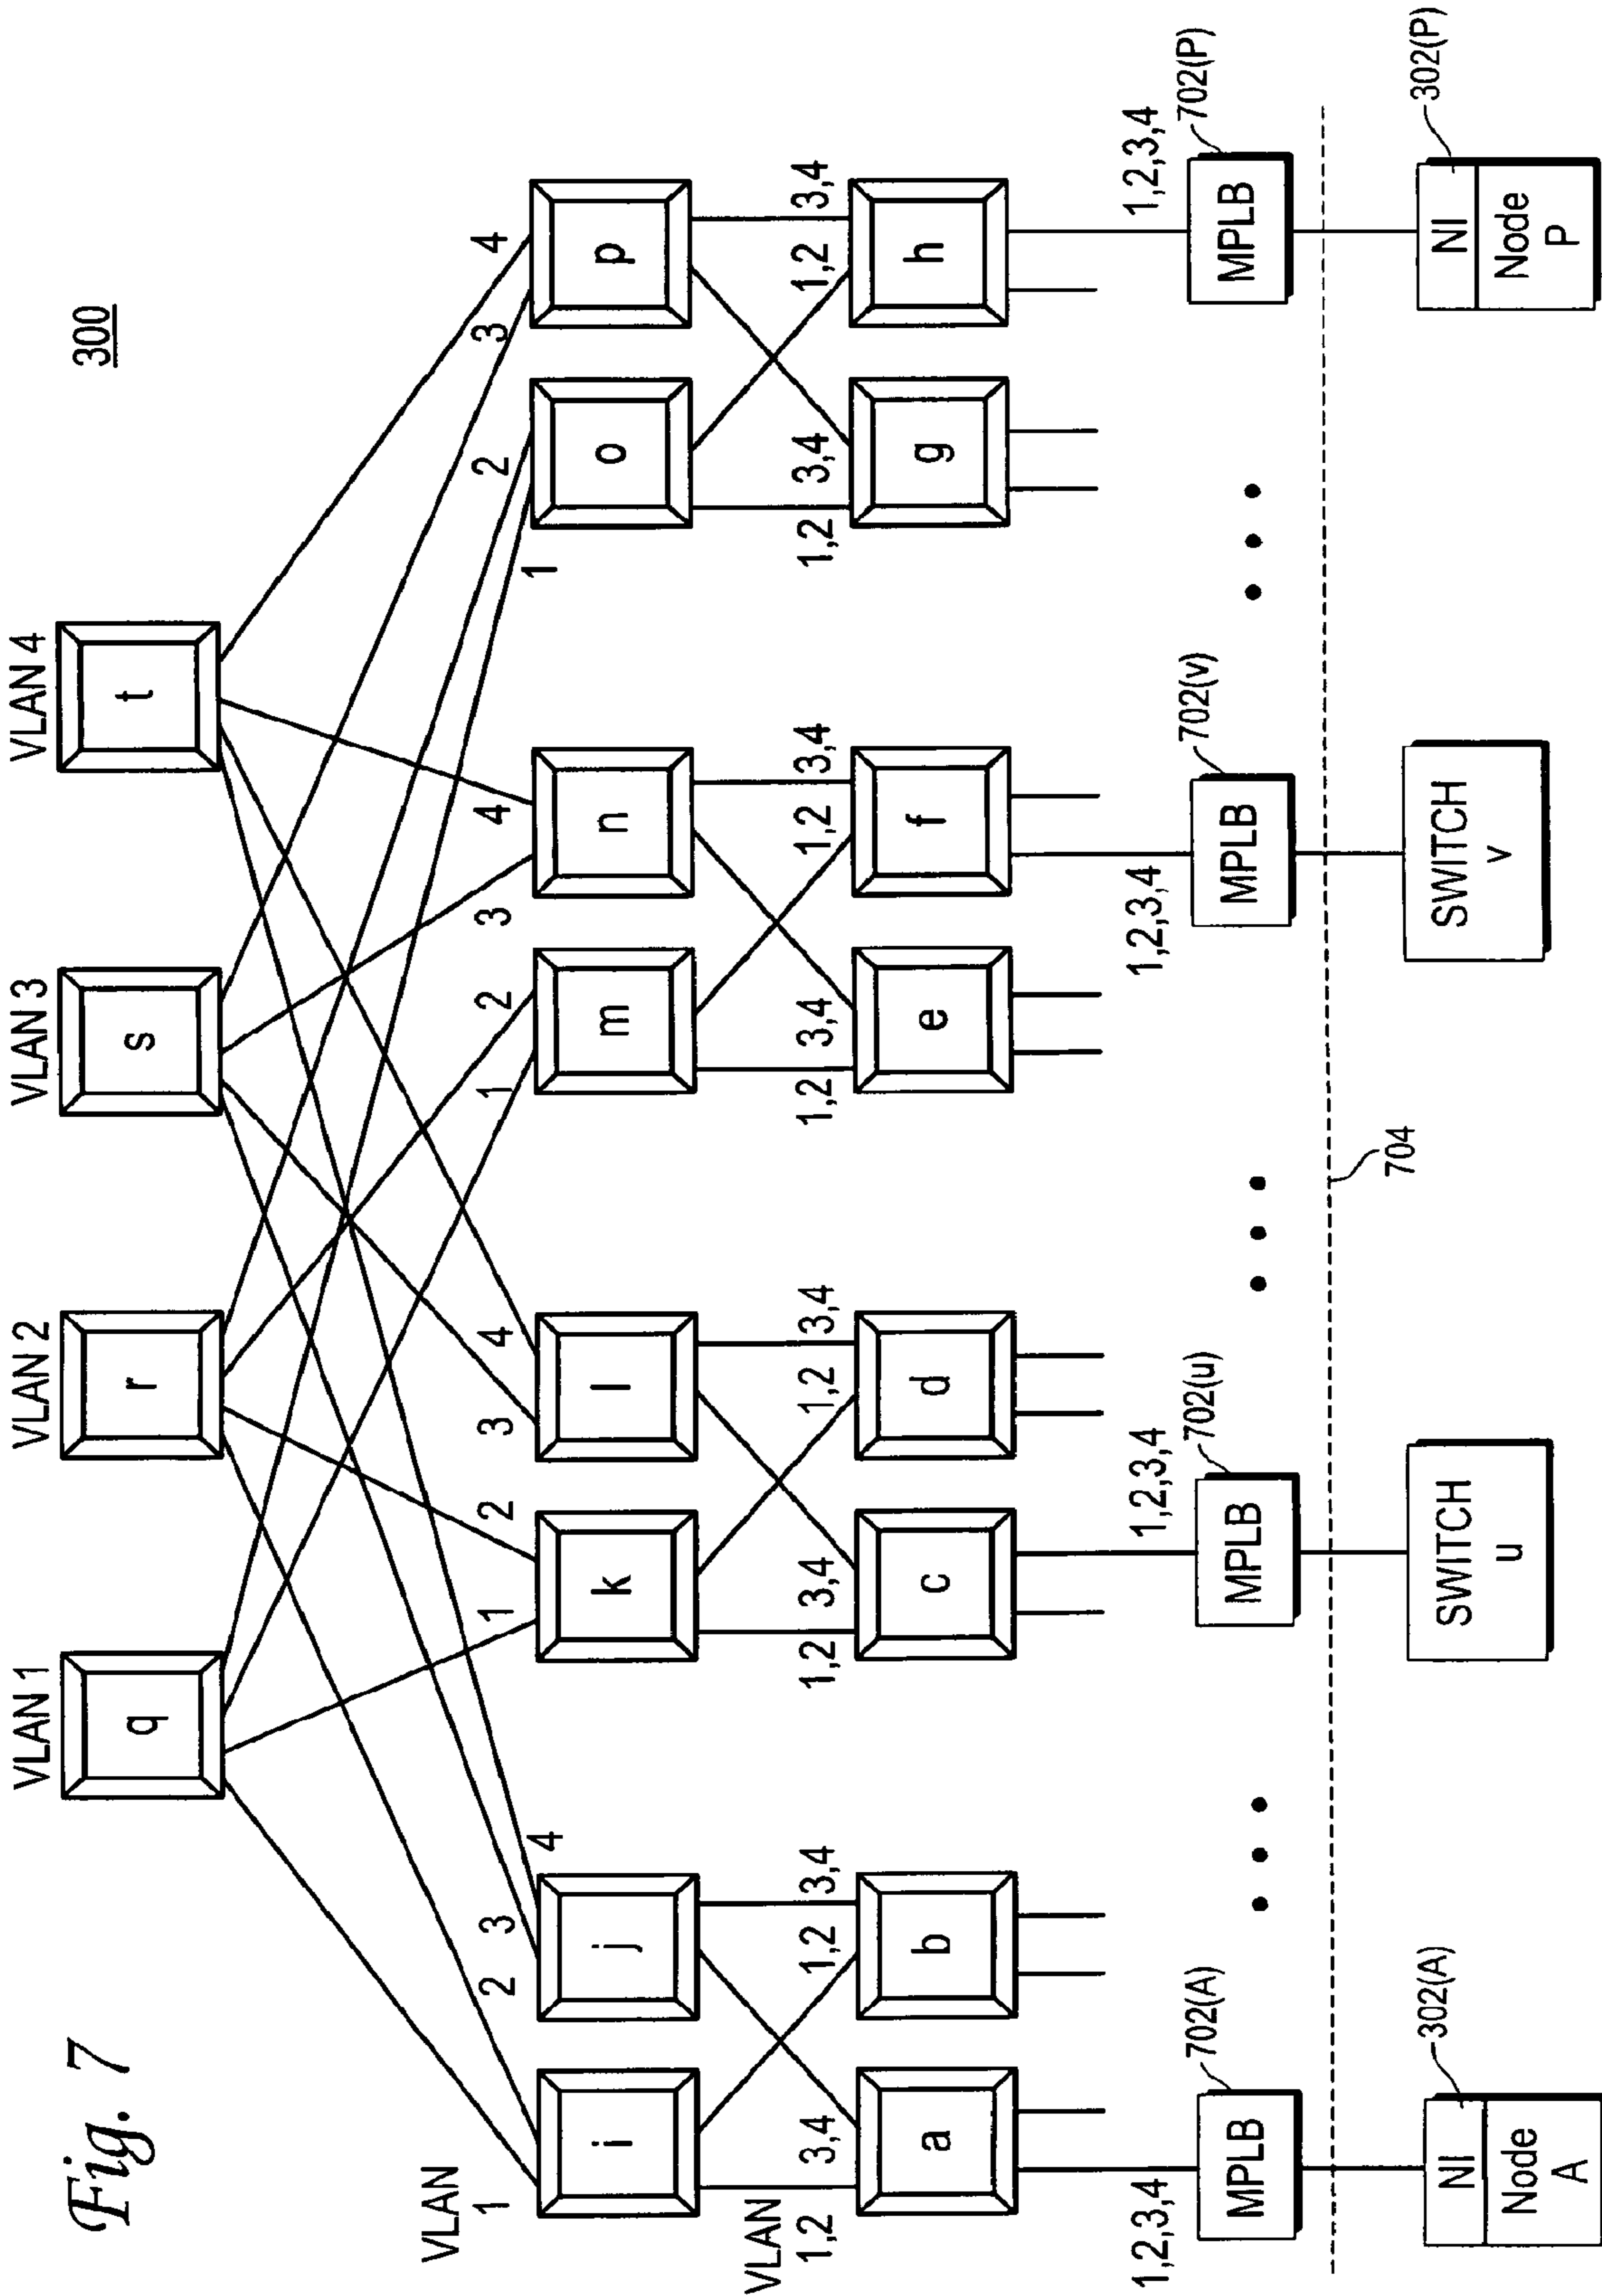 Fig. 7
300
VLAN 1
VLAN 2
VLAN 3
VLAN 4
q
r
s
t
VLAN
1
2
3
4
1
2
3
4
1
2
3
4
1
2
3
4
i
j
k
l
m
n
o
p
VLAN
1,2
3,4
1,2
3,4
1,2
3,4
1,2
3,4
1,2
3,4
1,2
3,4
1,2
3,4
1,2
3,4
a
b
c
d
e
f
g
h
1,2,3,4
702(A)
1,2,3,4
702(u)
1,2,3,4
702(v)
1,2,3,4
702(P)
MPLB
MPLB
MPLB
MPLB
704
302(A)
302(P)
NI
Node
A
SWITCH
u
SWITCH
v
NI
Node
P